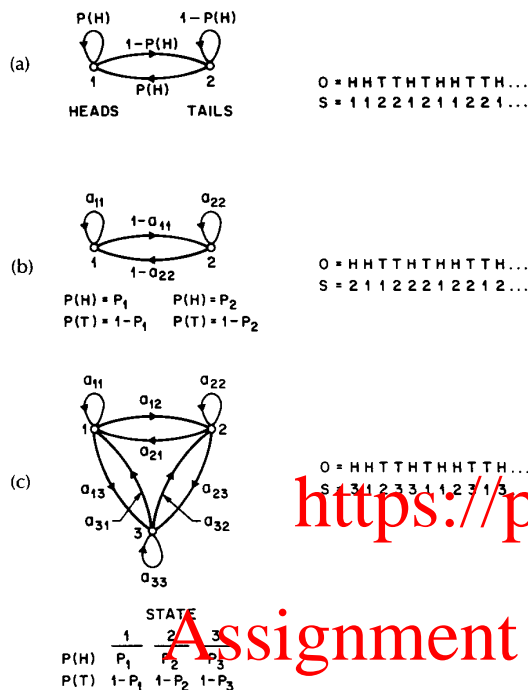 P(H) 1-P(H)
1-P(H)
(a)
1 2
P(H)
HEADS TAILS
O = H H T T H T H H T T H ...
S = 1 1 2 2 1 2 1 1 2 2 1 ...
a11 a22
1-a11
(b)
1 2
1-a22
P(H) = P1 P(H) = P2
P(T) = 1-P1 P(T) = 1-P2
O = H H T T H T H H T T H ...
S = 2 1 1 2 2 2 1 2 2 1 2 ...
a11 a22
a12
1 2
a21
(c)
a13 a23
a31 a32
3
a33
O = H H T T H T H H T T H ...
S = 3 1 2 3 3 1 1 2 3 1 3 ...
https://p
STATE
1 2 3
P(H) P1 P2 P3
P(T) 1-P1 1-P2 1-P3
Assignment